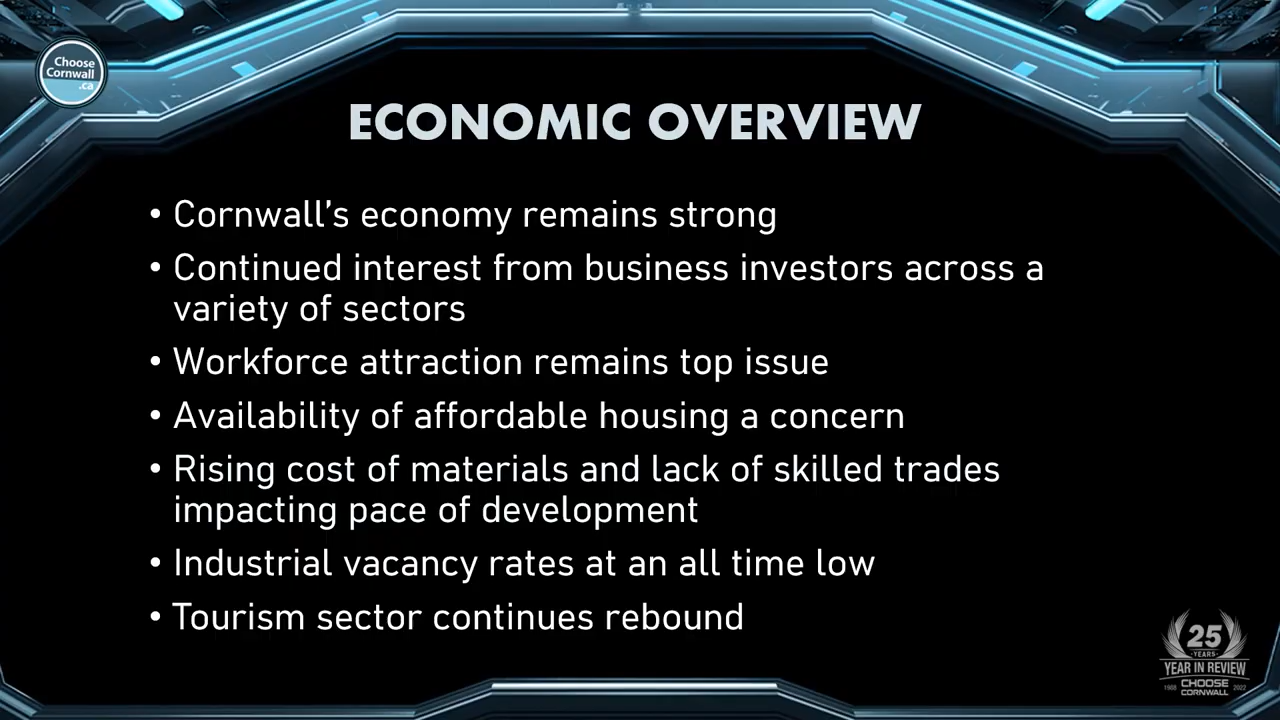 Choose
Cornwall
.ca
ECONOMIC OVERVIEW
• Cornwall's economy remains strong
• Continued interest from business investors across a
variety of sectors
• Workforce attraction remains top issue
• Availability of affordable housing a concern
• Rising cost of materials and lack of skilled trades
impacting pace of development
• Industrial vacancy rates at an all time low
• Tourism sector continues rebound
25
-YEARS-
YEAR IN REVIEW
CHOOSE
CORNWALL
2022